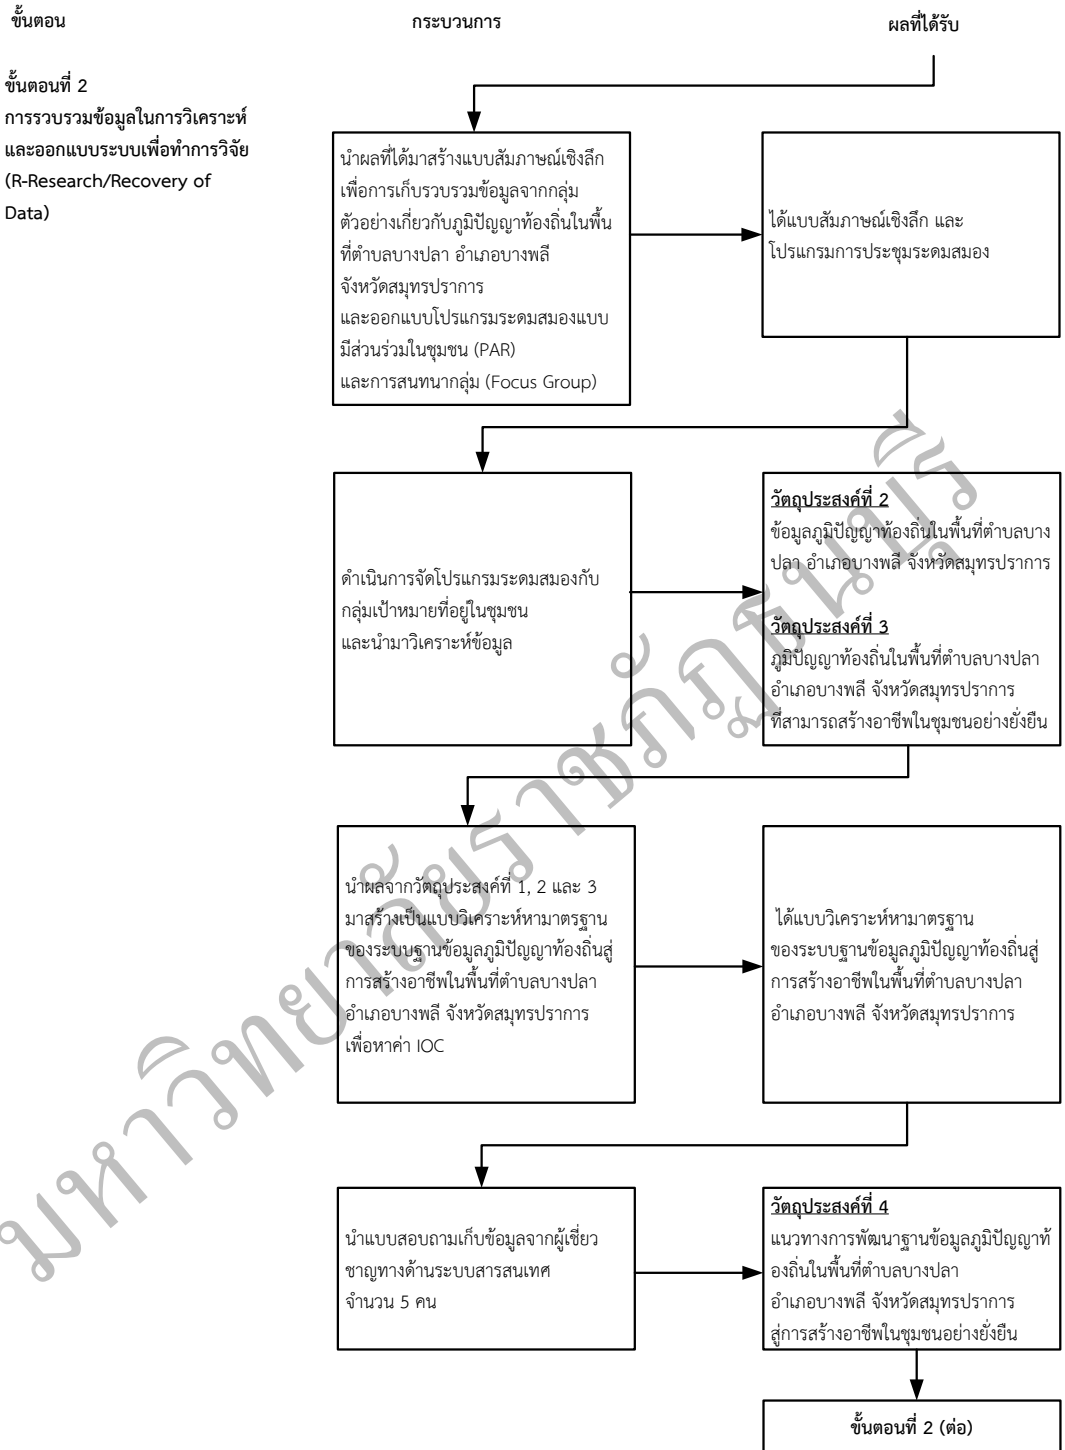 ขั้นตอน
กระบวนการ
ผลที่ได้รับ
ขั้นตอนที่ 2
การรวบรวมข้อมูลในการวิเคราะห์
และออกแบบระบบเพื่อทำการวิจัย
(R-Research/Recovery of
Data)
นำผลที่ได้มาสร้างแบบสัมภาษณ์เชิงลึก
เพื่อการเก็บรวบรวมข้อมูลจากกลุ่ม
ตัวอย่างเกี่ยวกับภูมิปัญญาท้องถิ่นในพื้น
ที่ตำบลบางปลา อำเภอบางพลี
จังหวัดสมุทรปราการ
และออกแบบโปรแกรมระดมสมองแบบ
มีส่วนร่วมในชุมชน (PAR)
และการสนทนากลุ่ม (Focus Group)
ได้แบบสัมภาษณ์เชิงลึก และ
โปรแกรมการประชุมระดมสมอง
ดำเนินการจัดโปรแกรมระดมสมองกับ
กลุ่มเป้าหมายที่อยู่ในชุมชน
และนำมาวิเคราะห์ข้อมูล
วัตถุประสงค์ที่ 2
ข้อมูลภูมิปัญญาท้องถิ่นในพื้นที่ตำบลบาง
ปลา อำเภอบางพลี จังหวัดสมุทรปราการ
วัตถุประสงค์ที่ 3
ภูมิปัญญาท้องถิ่นในพื้นที่ตำบลบางปลา
อำเภอบางพลี จังหวัดสมุทรปราการ
ที่สามารถสร้างอาชีพในชุมชนอย่างยั่งยืน
นำผลจากวัตถุประสงค์ที่ 1, 2 และ 3
มาสร้างเป็นแบบวิเคราะห์หามาตรฐาน
ของระบบฐานข้อมูลภูมิปัญญาท้องถิ่นสู่
การสร้างอาชีพในพื้นที่ตำบลบางปลา
อำเภอบางพลี จังหวัดสมุทรปราการ
เพื่อหาค่า IOC
ได้แบบวิเคราะห์หามาตรฐาน
ของระบบฐานข้อมูลภูมิปัญญาท้องถิ่นสู่
การสร้างอาชีพในพื้นที่ตำบลบางปลา
อำเภอบางพลี จังหวัดสมุทรปราการ
นำแบบสอบถามเก็บข้อมูลจากผู้เชี่ยว
ชาญทางด้านระบบสารสนเทศ
จำนวน 5 คน
วัตถุประสงค์ที่ 4
แนวทางการพัฒนาฐานข้อมูลภูมิปัญญาท้
องถิ่นในพื้นที่ตำบลบางปลา
อำเภอบางพลี จังหวัดสมุทรปราการ
สู่การสร้างอาชีพในชุมชนอย่างยั่งยืน
ขั้นตอนที่ 2 (ต่อ)
มหาวิทยาลัยราชภัฏธนบุรี